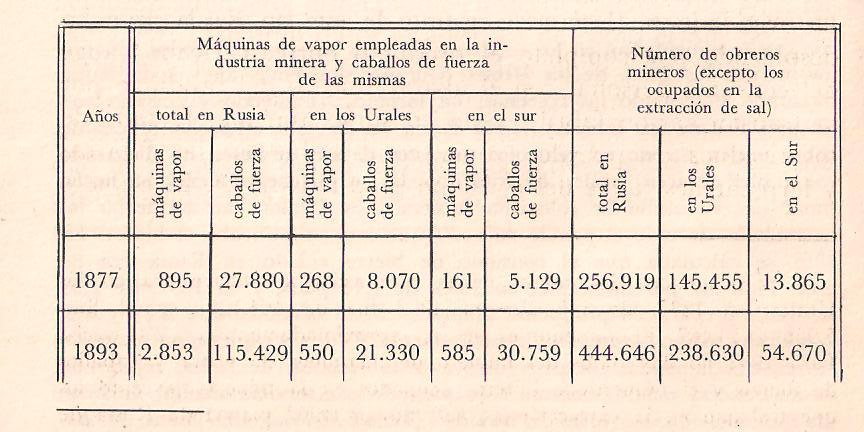 Máquinas de vapor empleadas en la in-
dustria minera y caballos de fuerza
de las mismas
Número de obreros
mineros (excepto los
ocupados en la
extracción de sal)
Años
total en Rusia
en los Urales
en el sur
máquinas
de vapor
caballos
de fuerza
máquinas
de vapor
caballos
de fuerza
máquinas
de vapor
caballos
de fuerza
total en
Rusia
en los
Urales
en el Sur
1877 895 27.880 268 8.070 161 5.129 256.919 145.455 13.865
1893 2.853 115.429 550 21.330 585 30.759 444.646 238.630 54.670